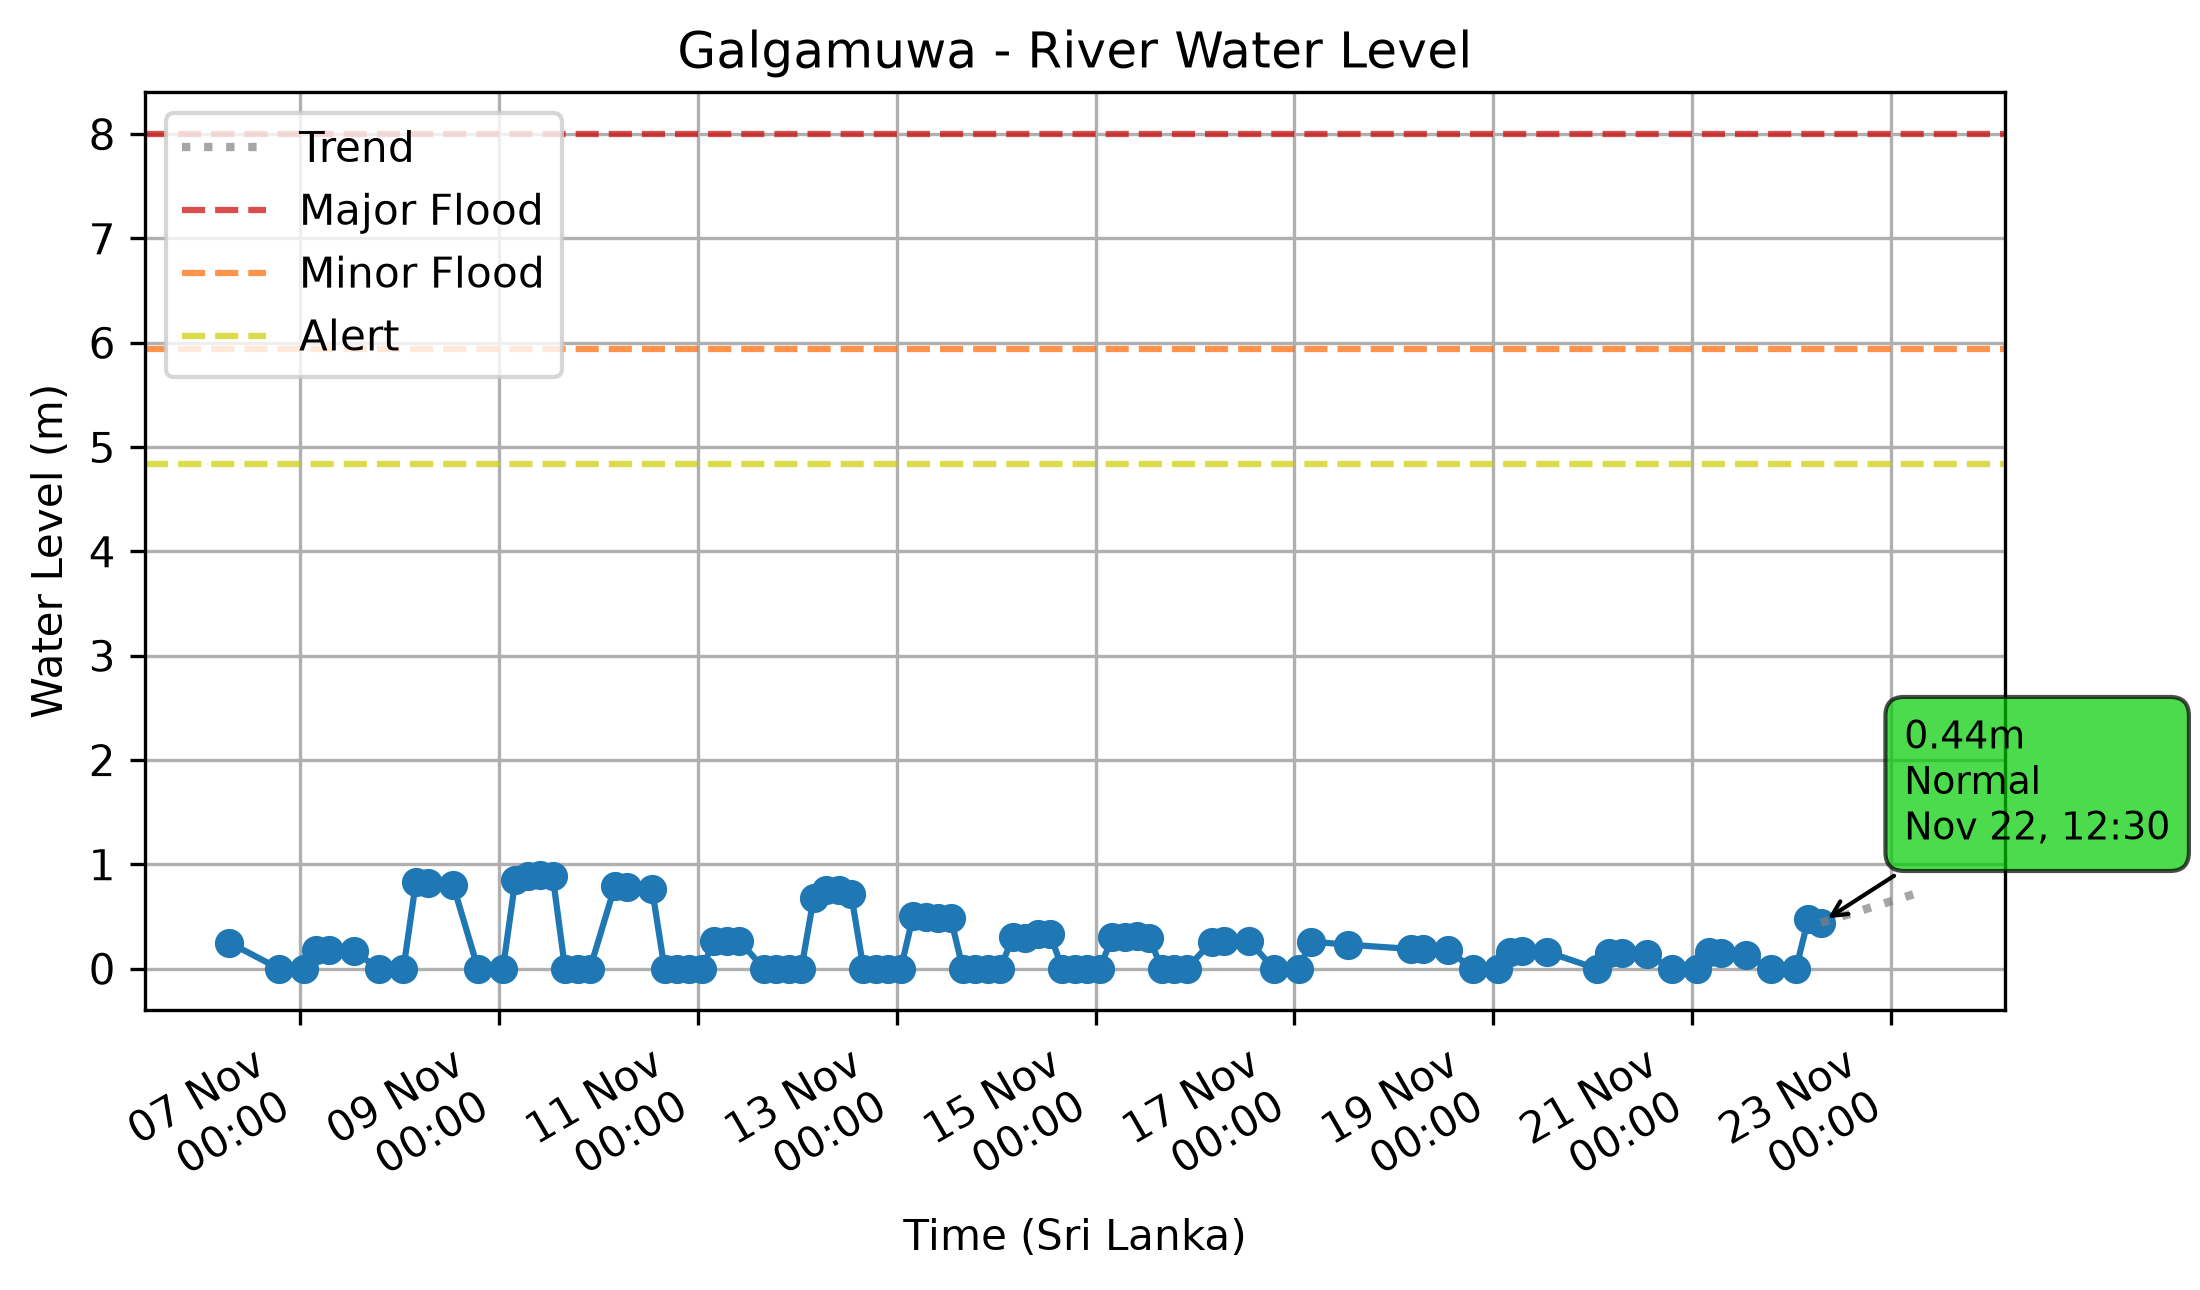 Galgamuwa - River Water Level
Trend
Major Flood
Minor Flood
Alert
Water Level (m)
8
7
6
5
4
3
2
1
0
0.44m
Normal
Nov 22, 12:30
07 Nov
00:00
09 Nov
00:00
11 Nov
00:00
13 Nov
00:00
15 Nov
00:00
17 Nov
00:00
19 Nov
00:00
21 Nov
00:00
23 Nov
00:00
Time (Sri Lanka)